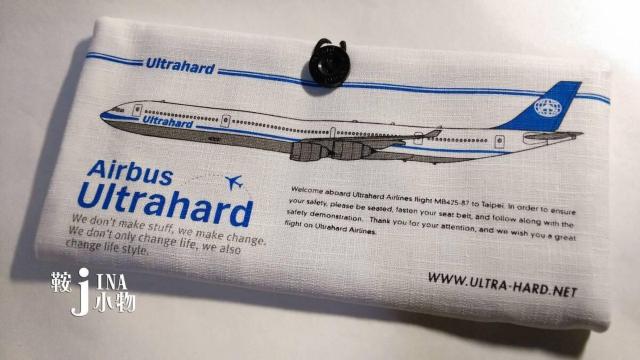 Ultrahard
Ultrahard
Airbus
Ultrahard
We don't make stuff, we make change.
We don't only change life, we also
change life style.
Welcome aboard Ultrahard Airlines flight MB425-87 to Taipei. In order to ensure
your safety, please be seated, fasten your seat belt, and follow along with the
safety demonstration. Thank you for your attention, and we wish you a great
flight on Ultrahard Airlines.
WWW.ULTRA-HARD.NET
鞍 jINA
小物